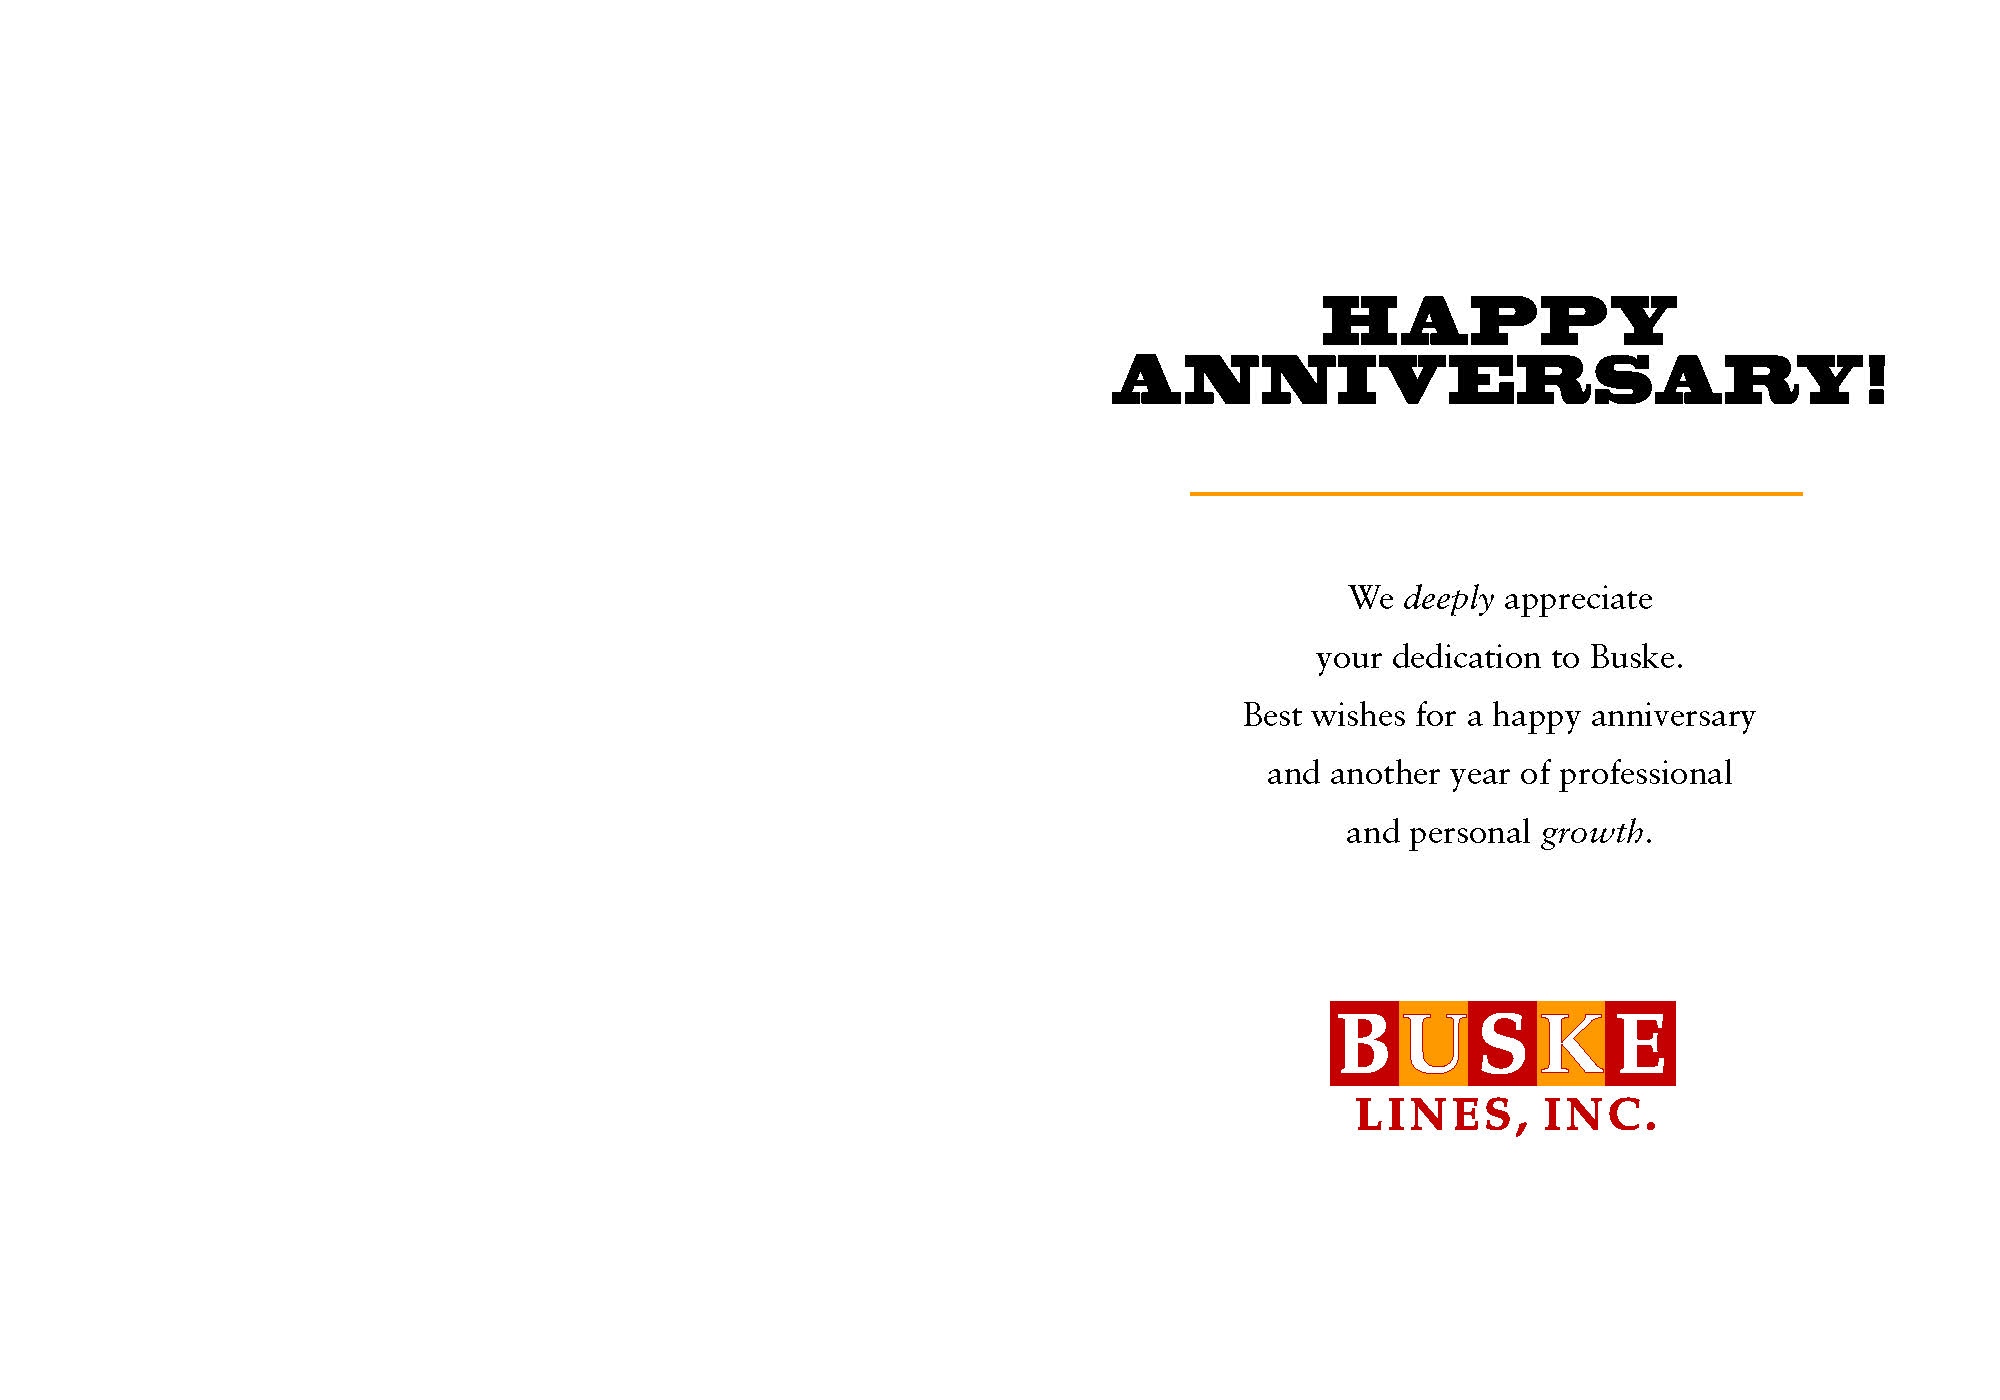 HAPPY
ANNIVERSARY!
We deeply appreciate
your dedication to Buske.
Best wishes for a happy anniversary
and another year of professional
and personal growth.
BUSKE
LINES, INC.